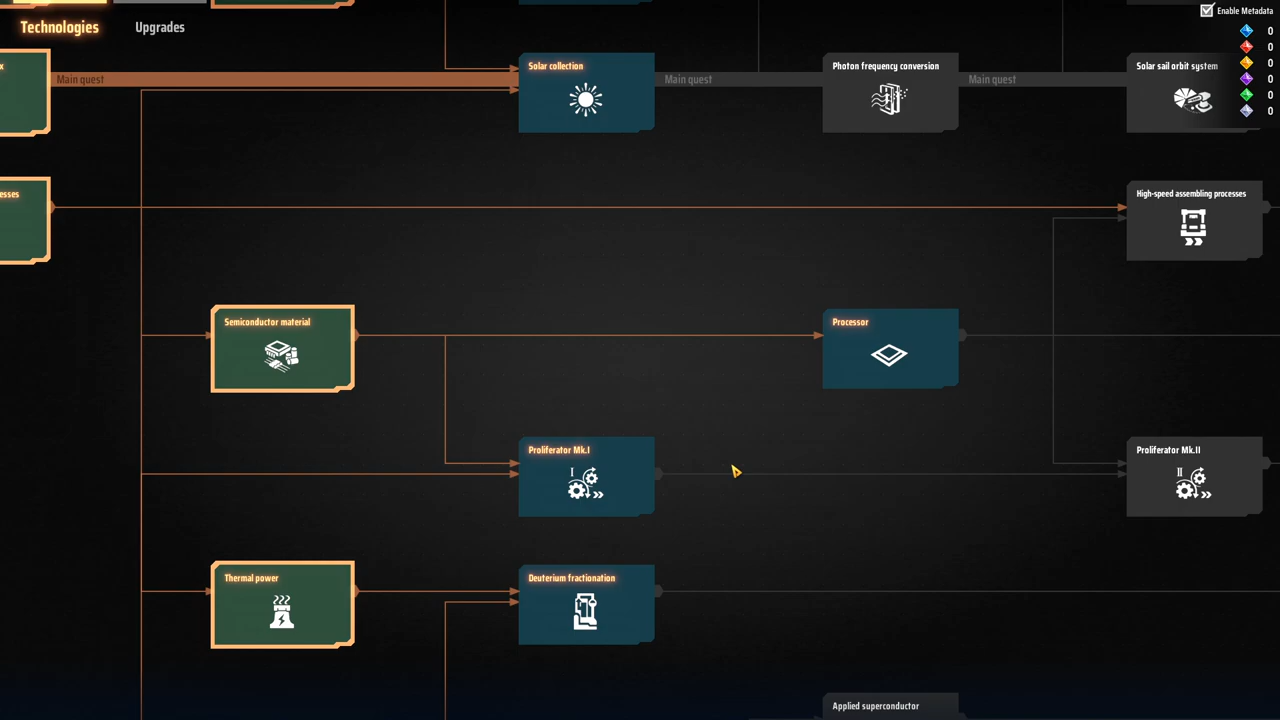 Enable Metadata
Technologies
Upgrades
0
0
0
0
0
0
Main quest
Solar collection
Main quest
Photon frequency conversion
Main quest
Solar sail orbit system
High-speed assembling processes
Semiconductor material
Processor
Proliferator Mk.I
I
Proliferator Mk.II
II
Thermal power
Deuterium fractionation
Applied superconductor